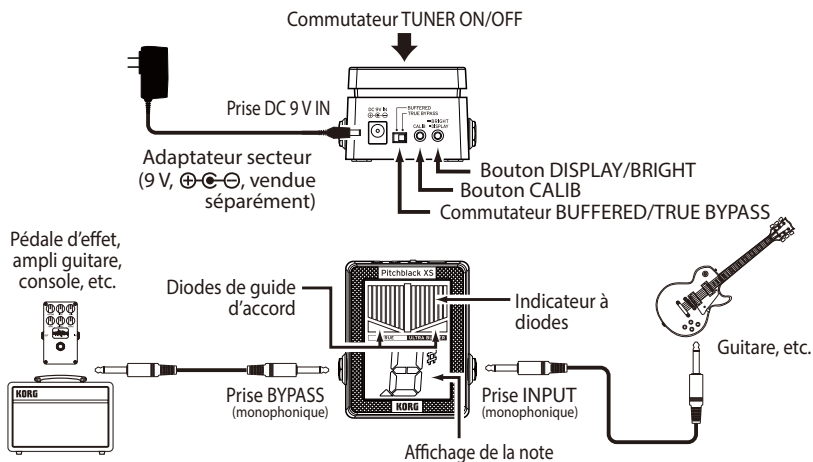 Commutateur TUNER ON/OFF
DC 9V IN
BUFFERED
TRUE BYPASS
BRIGHT
CALIB
DISPLAY
Prise DC 9 V IN
Adaptateur secteur
(9 V, vendue
séparément)
Bouton DISPLAY/BRIGHT
Bouton CALIB
Commutateur BUFFERED/TRUE BYPASS
Pédale d'effet,
ampli guitare,
console, etc.
Diodes de guide
d'accord
Pitchblack XS
Indicateur à
diodes
Guitare, etc.
KORG
Prise BYPASS
(monophonique)
KORG
Prise INPUT
(monophonique)
Affichage de la note